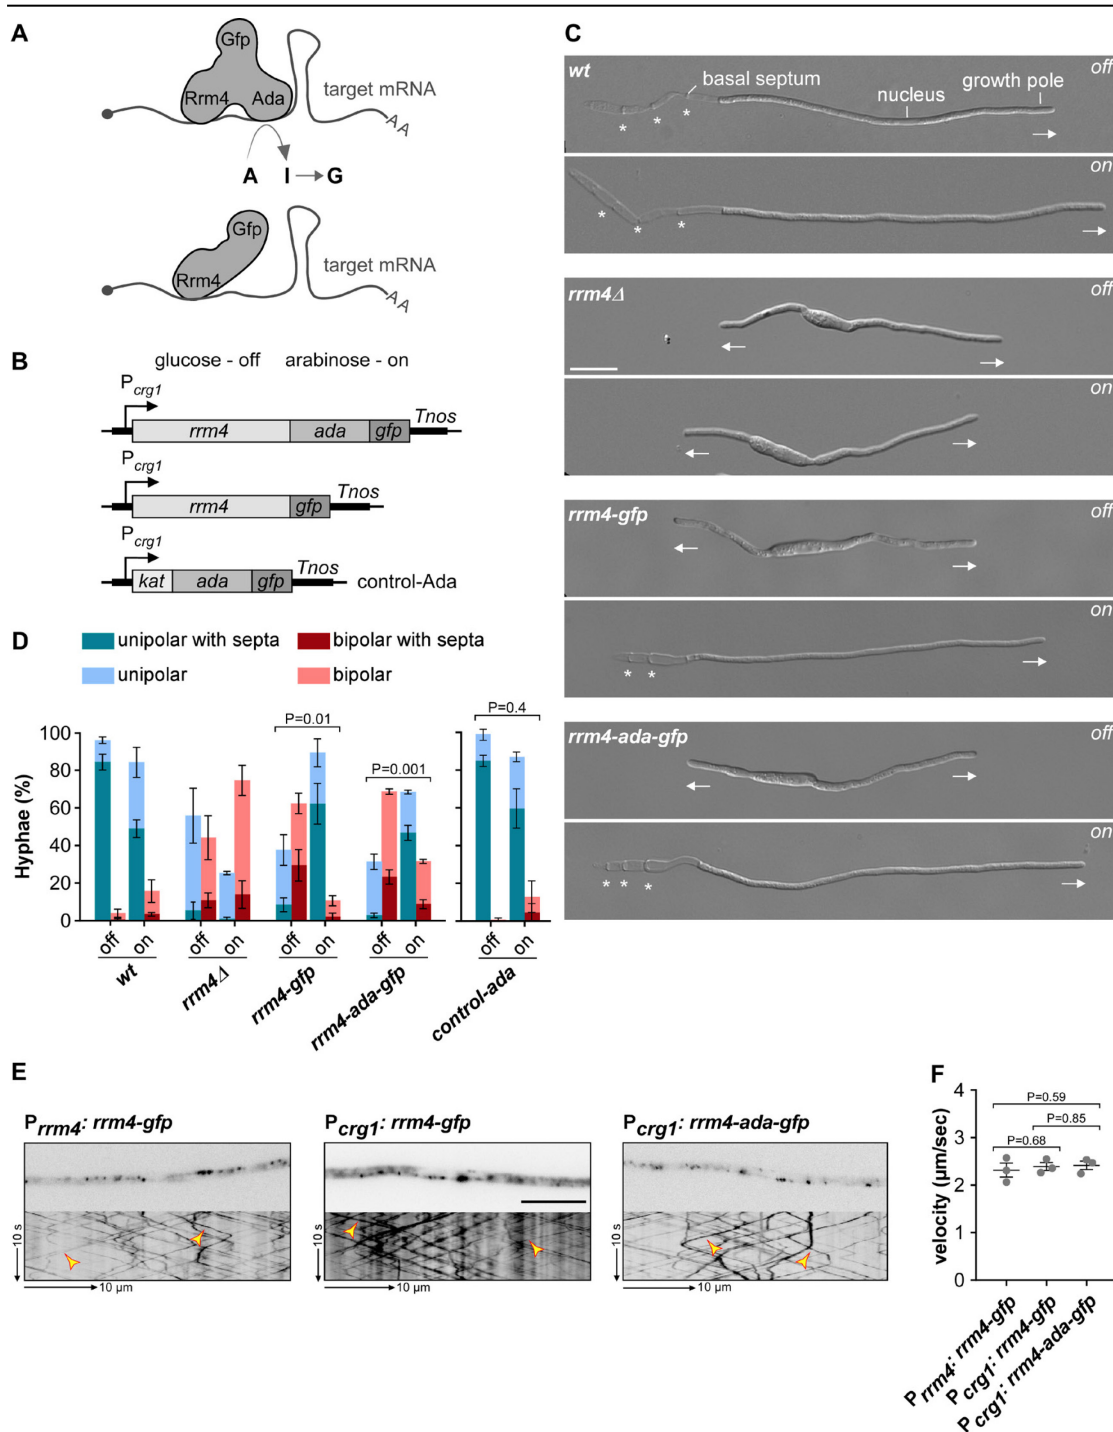 A
Gfp
Rrm4 Ada
target mRNA
AA
A I → G
Gfp
Rrm4
target mRNA
AA
B
glucose - off arabinose - on
Pcrg1
rrm4 ada gfp Tnos
Pcrg1
rrm4 gfp Tnos
Pcrg1
kat ada gfp Tnos
control-Ada
C
wt off
basal septum
nucleus
growth pole
* * *
on
* * *
rrm4Δ off
on
rrm4-gfp off
on
* *
rrm4-ada-gfp off
on
* * *
D
unipolar with septa bipolar with septa
unipolar bipolar
Hyphae (%)
100
80
60
40
20
0
P=0.01
P=0.001
P=0.4
off on off on off on off on off on
wt rrm4Δ rrm4-gfp rrm4-ada-gfp control-ada
E
Prrm4: rrm4-gfp
10 s
10 µm
Pcrg1: rrm4-gfp
10 s
10 µm
Pcrg1: rrm4-ada-gfp
10 s
10 µm
F
velocity (µm/sec)
4
3
2
1
0
P=0.59
P=0.85
P=0.68
Prrm4: rrm4-gfp
Pcrg1: rrm4-gfp
Pcrg1: rrm4-ada-gfp